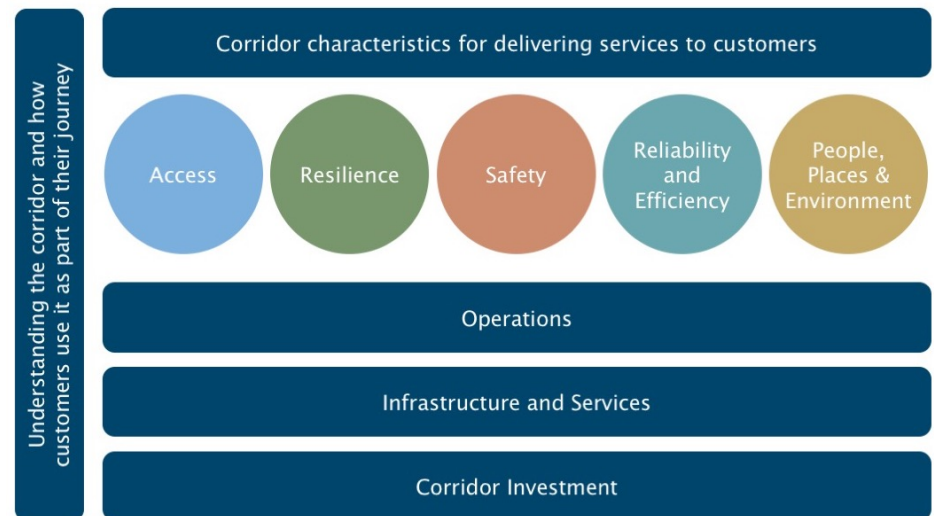 Understanding the corridor and how
customers use it as part of their journey
Corridor characteristics for delivering services to customers
Access
Resilience
Safety
Reliability
and
Efficiency
People,
Places &
Environment
Operations
Infrastructure and Services
Corridor Investment